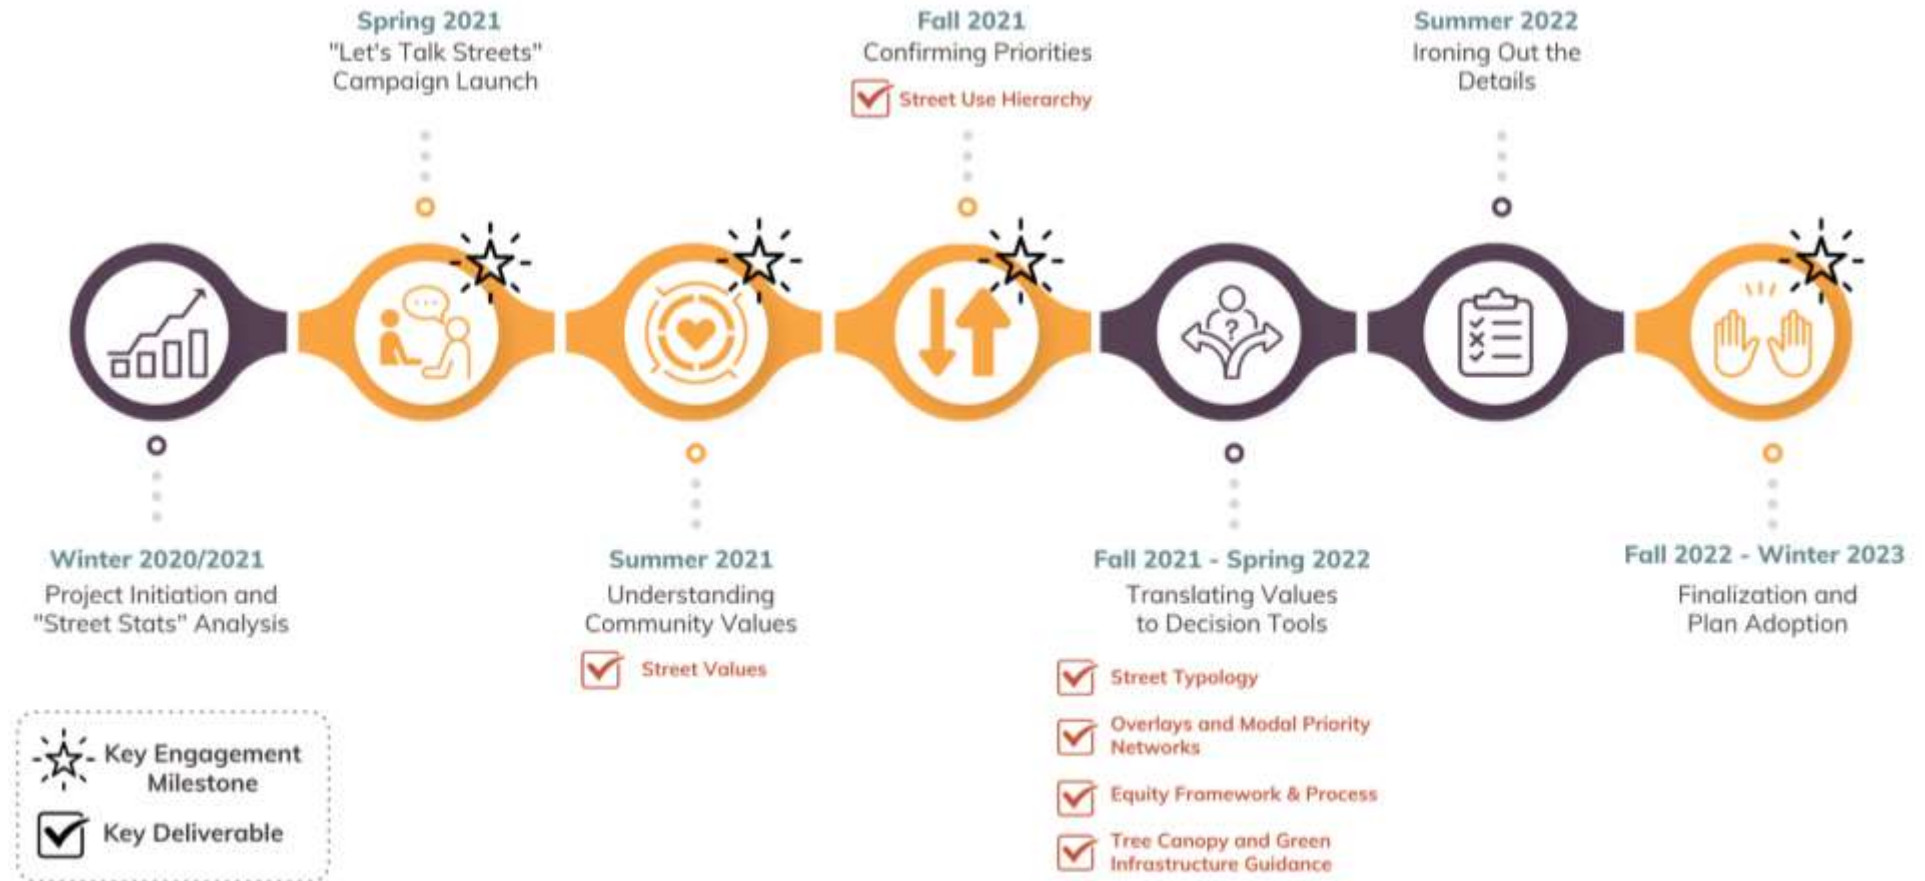 Spring 2021
"Let's Talk Streets"
Campaign Launch
Fall 2021
Confirming Priorities
Street Use Hierarchy
Summer 2022
Ironing Out the
Details
?
Winter 2020/2021
Project Initiation and
"Street Stats" Analysis
Summer 2021
Understanding
Community Values
Street Values
Fall 2021 - Spring 2022
Translating Values
to Decision Tools
Street Typology
Overlays and Modal Priority
Networks
Equity Framework & Process
Tree Canopy and Green
Infrastructure Guidance
Fall 2022 - Winter 2023
Finalization and
Plan Adoption
Key Engagement
Milestone
Key Deliverable